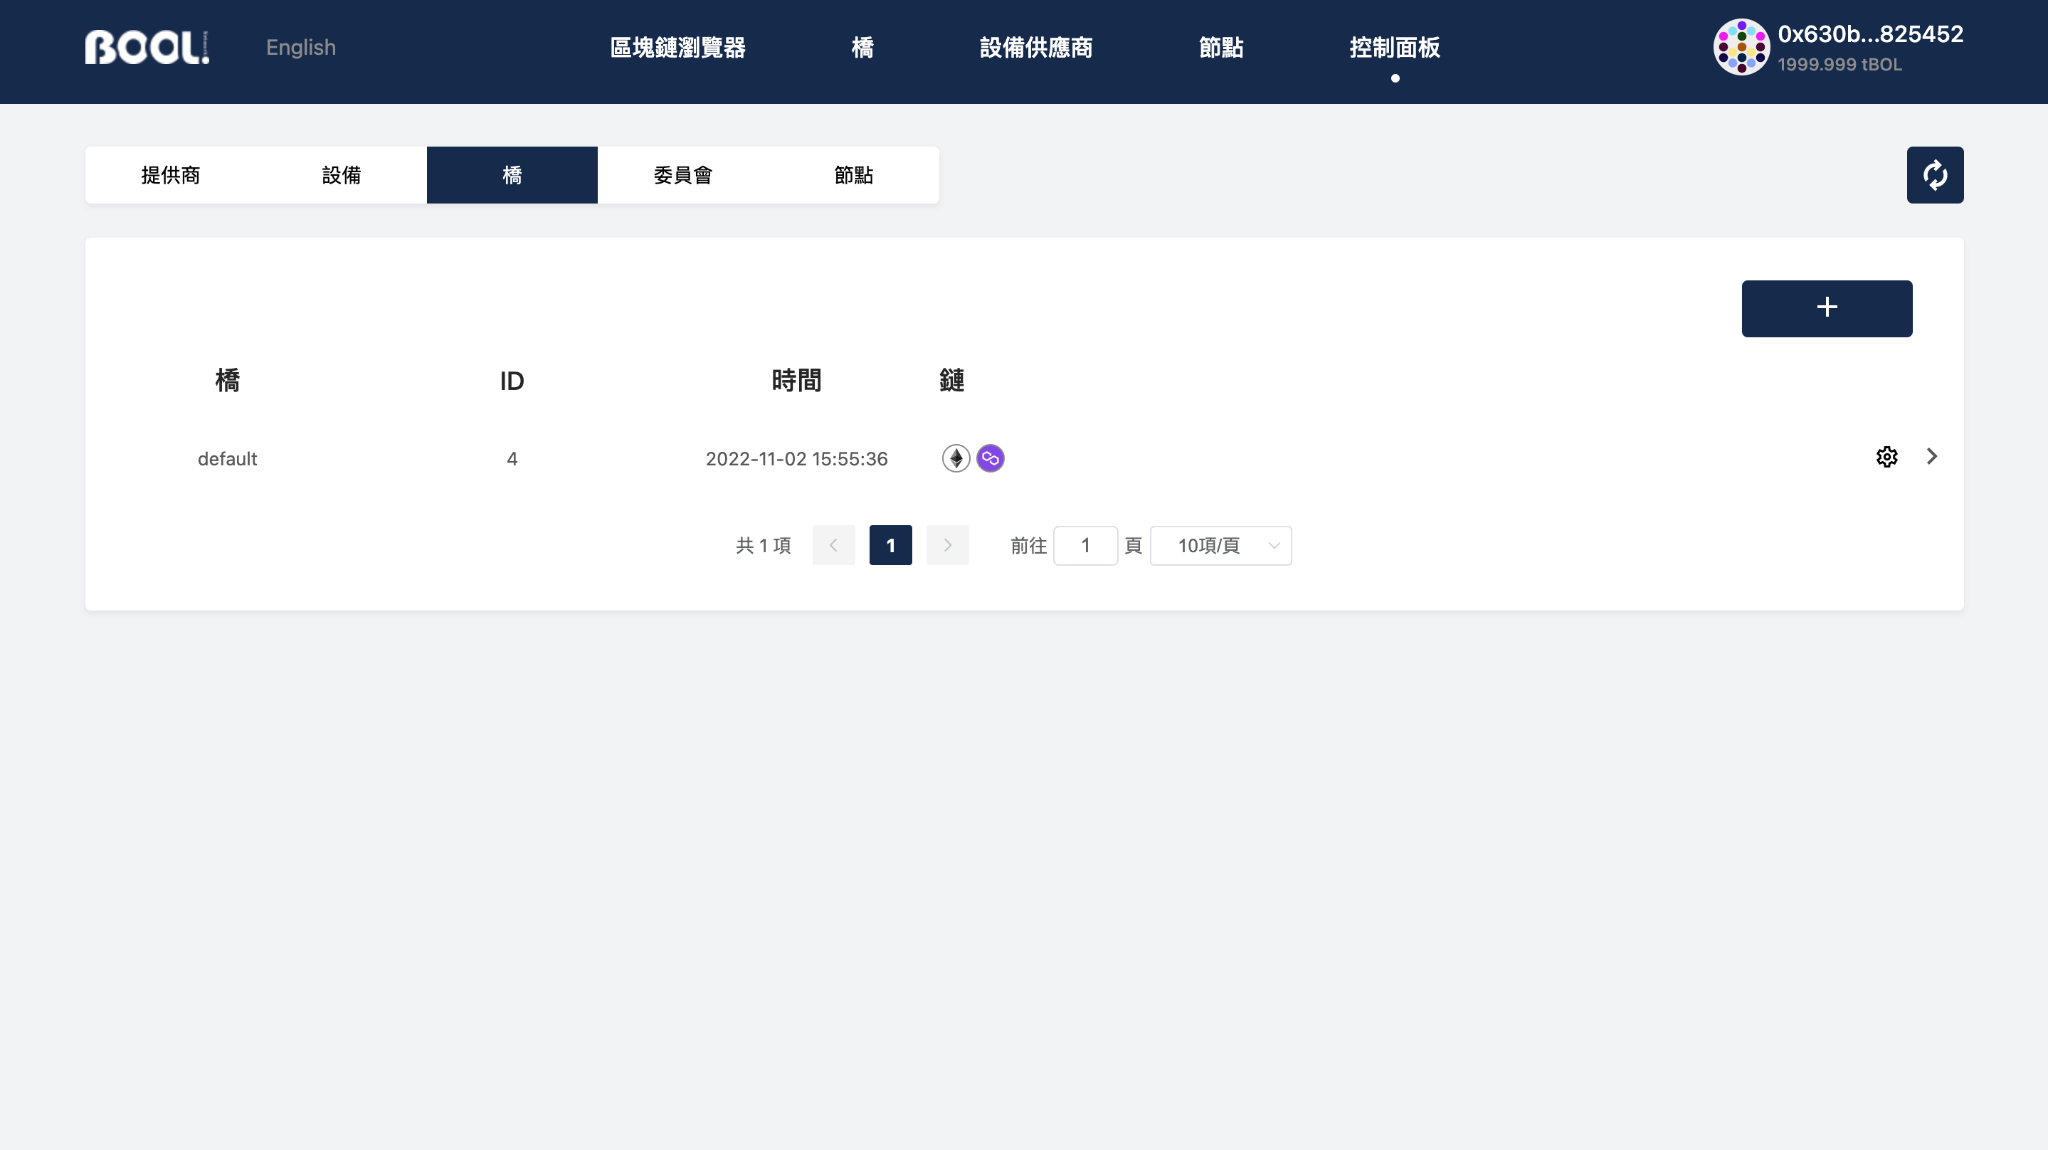 BOOL!
English
區塊鏈瀏覽器
橋
設備供應商
節點
控制面板
0x630b...825452
1999.999 tBOL
提供商
設備
橋
委員會
節點
橋
ID
時間
鏈
default
4
2022-11-02 15:55:36
共 1 項
1
前往
1
頁
10項/頁